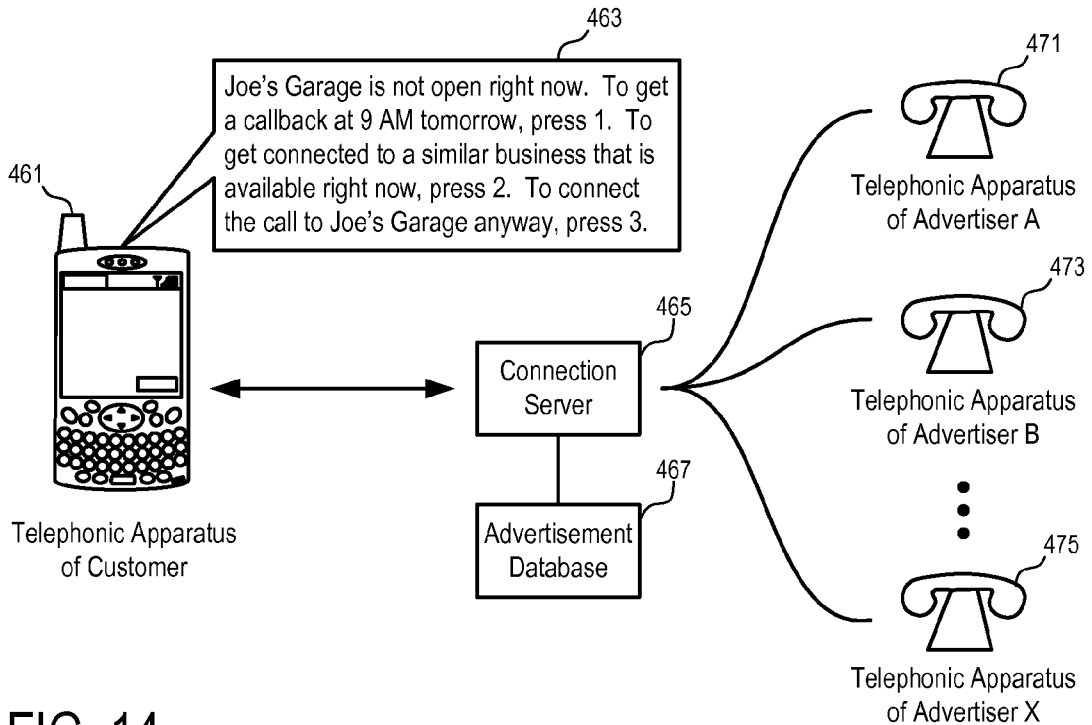 463
Joe's Garage is not open right now. To get
a callback at 9 AM tomorrow, press 1. To
get connected to a similar business that is
available right now, press 2. To connect
the call to Joe's Garage anyway, press 3.
461
Telephonic Apparatus
of Customer
465
Connection
Server
467
Advertisement
Database
471
Telephonic Apparatus
of Advertiser A
473
Telephonic Apparatus
of Advertiser B
475
Telephonic Apparatus
of Advertiser X
FIG. 14